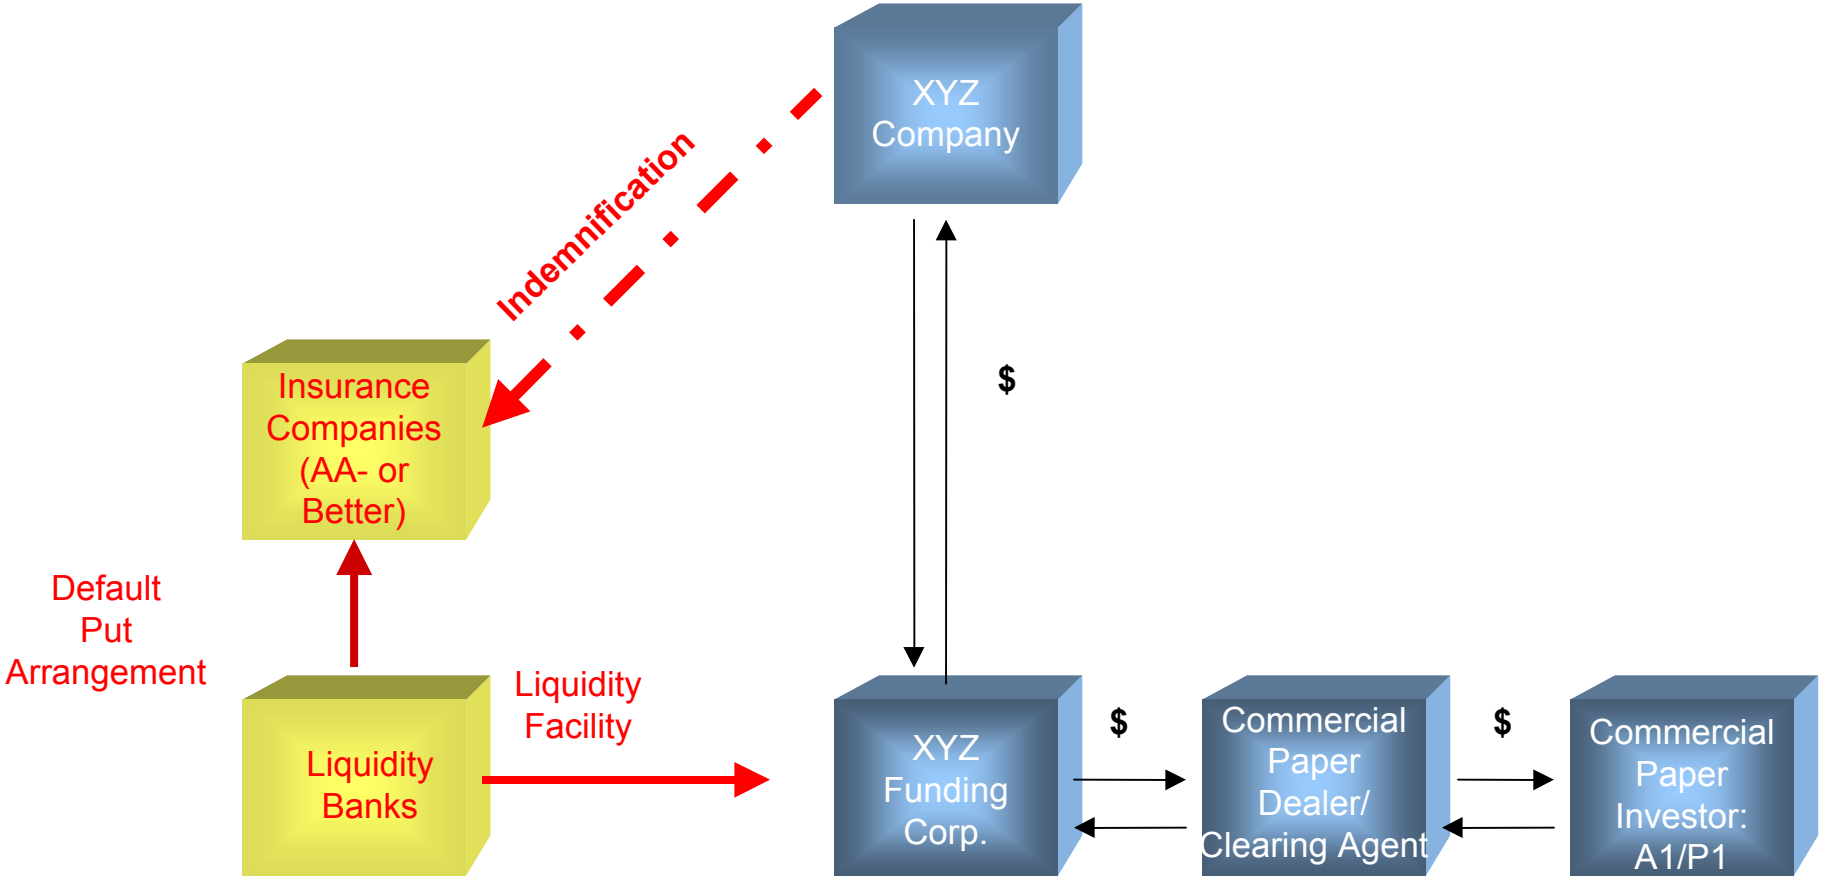 XYZ
Company
Indemnification
$
Insurance
Companies
(AA- or
Better)
Default
Put
Arrangement
Liquidity
Facility
Liquidity
Banks
XYZ
Funding
Corp.
$
Commercial
Paper
Dealer/
Clearing Agent
$
Commercial
Paper
Investor:
A1/P1